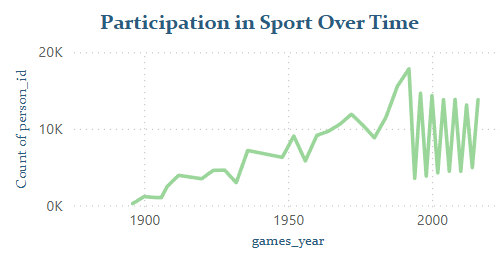 Participation in Sport Over Time
Count of person_id
20K
10K
0K
1900
1950
2000
games_year